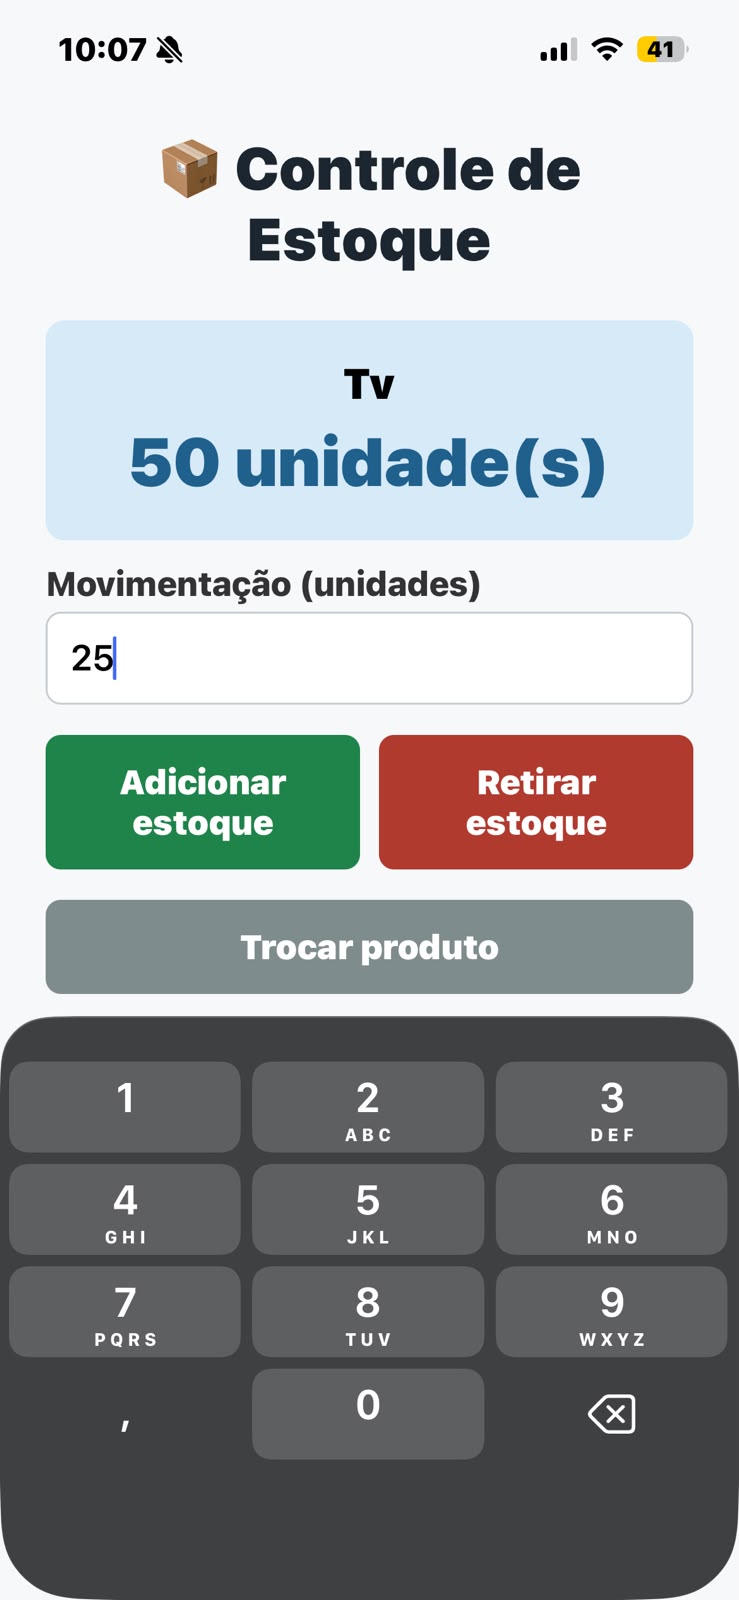 10:07
41
📦 Controle de
Estoque
Tv
50 unidade(s)
Movimentação (unidades)
25
Adicionar
estoque
Retirar
estoque
Trocar produto
1
2
ABC
3
DEF
4
GHI
5
JKL
6
MNO
7
PQRS
8
TUV
9
WXYZ
,
0